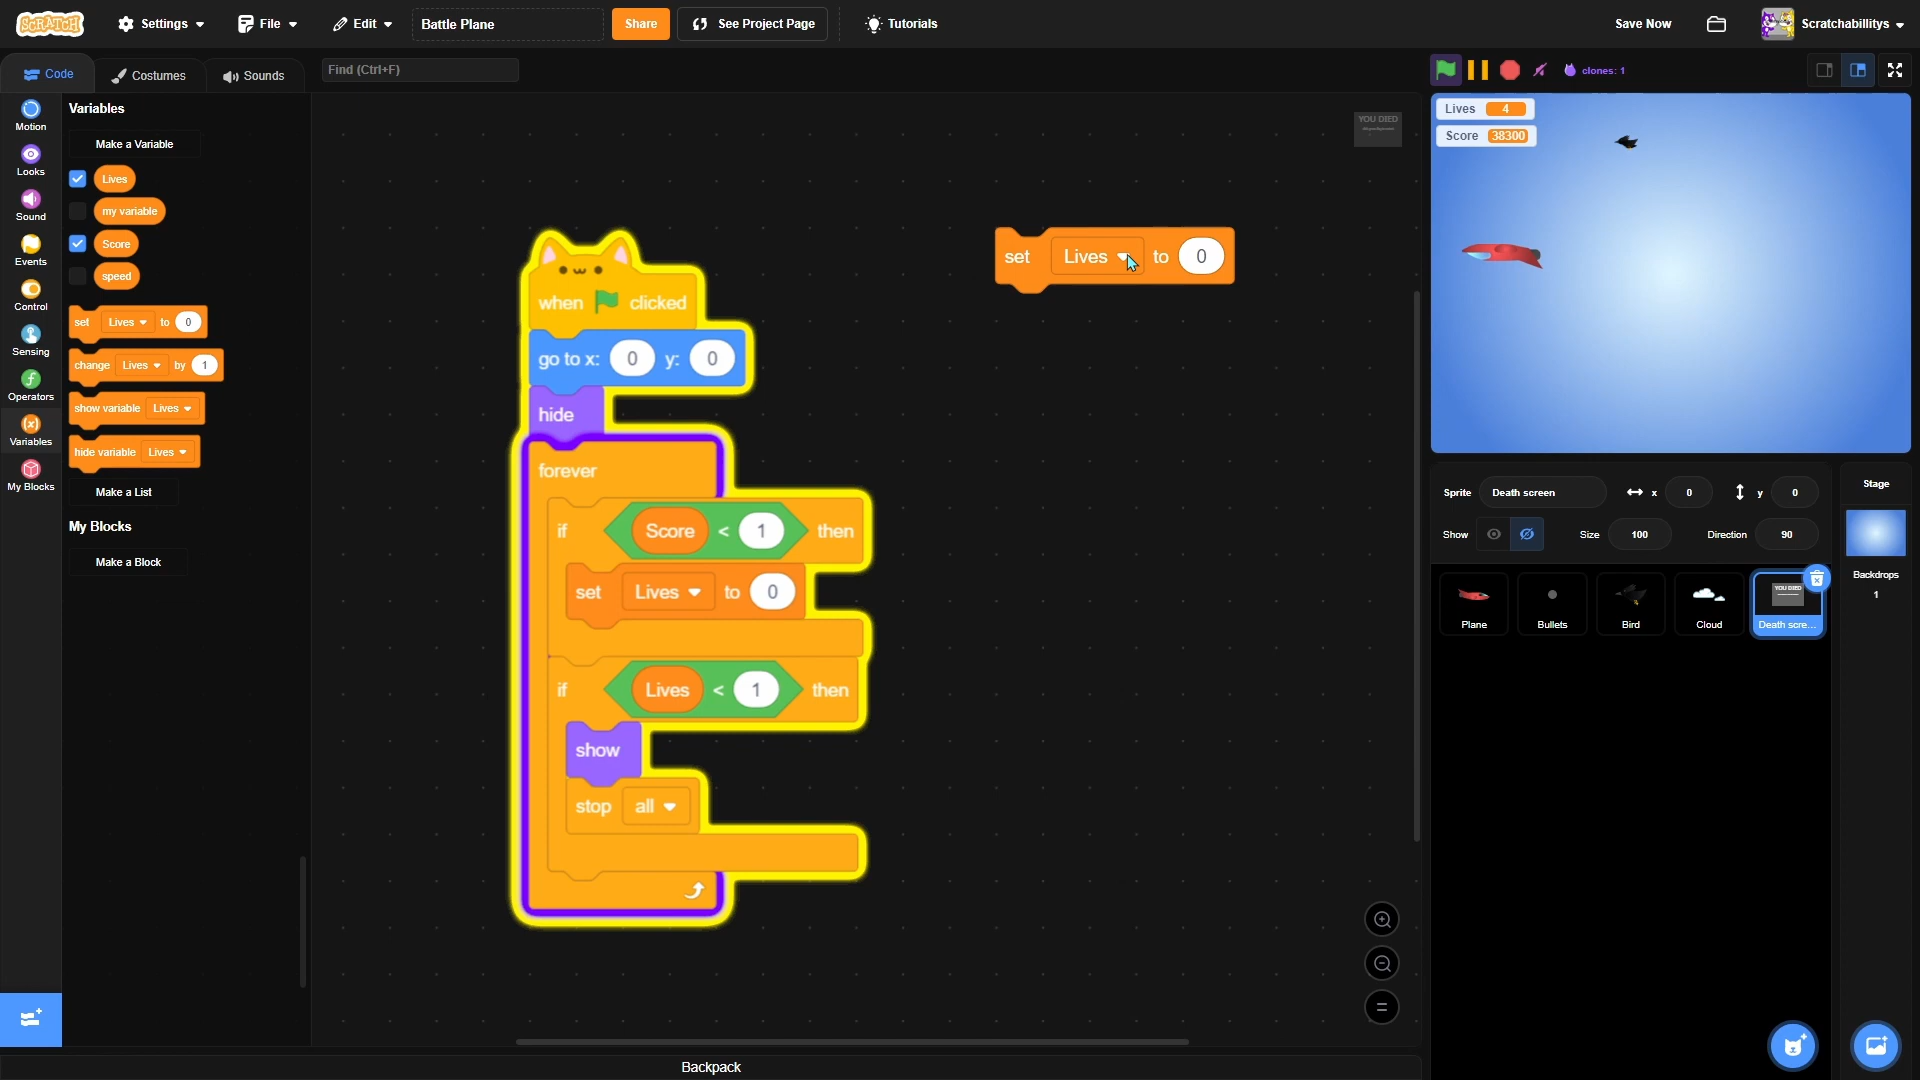 SCRATCH
Settings
File
Edit
Battle Plane
Share
See Project Page
Tutorials
Save Now
Scratchabillitys
Code
Costumes
Sounds
Find (Ctrl+F)
clones: 1
Motion
Looks
Sound
Events
Control
Sensing
Operators
Variables
My Blocks
Variables
Make a Variable
Lives
my variable
Score
speed
set Lives to 0
change Lives by 1
show variable Lives
hide variable Lives
Make a List
My Blocks
Make a Block
when clicked
go to x: 0 y: 0
hide
forever
if Score < 1 then
set Lives to 0
if Lives < 1 then
show
stop all
set Lives to 0
YOU DIED
Backpack
Lives 4
Score 38300
Sprite Death screen x 0 y 0
Show Size 100 Direction 90
Plane
Bullets
Bird
Cloud
YOU DIED
Death scre...
Stage
Backdrops
1